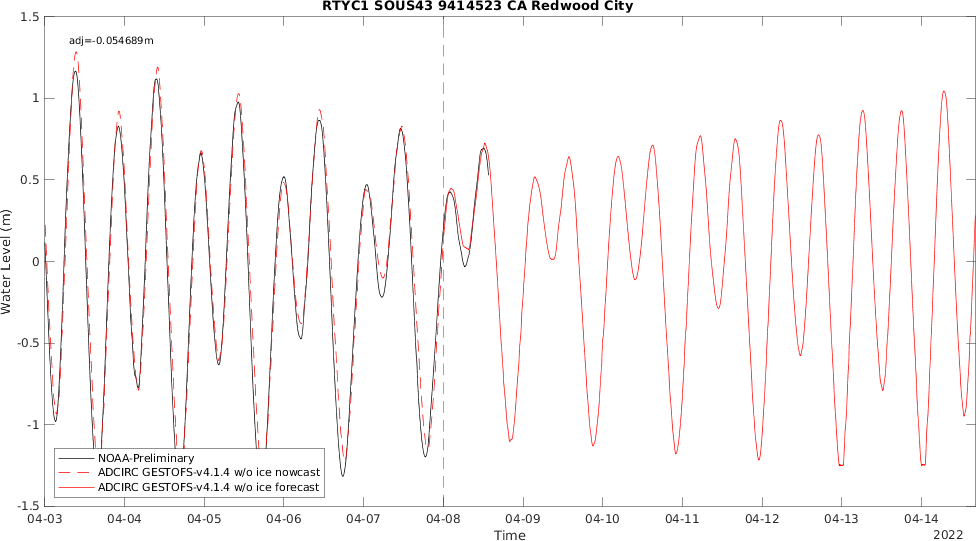 RTYC1 SOUS43 9414523 CA Redwood City
adj=-0.054689m
1.5
1
0.5
0
-0.5
-1
-1.5
Water Level (m)
NOAA-Preliminary
ADCIRC GESTOFS-v4.1.4 w/o ice nowcast
ADCIRC GESTOFS-v4.1.4 w/o ice forecast
04-03 04-04 04-05 04-06 04-07 04-08 04-09 04-10 04-11 04-12 04-13 04-14
Time
2022